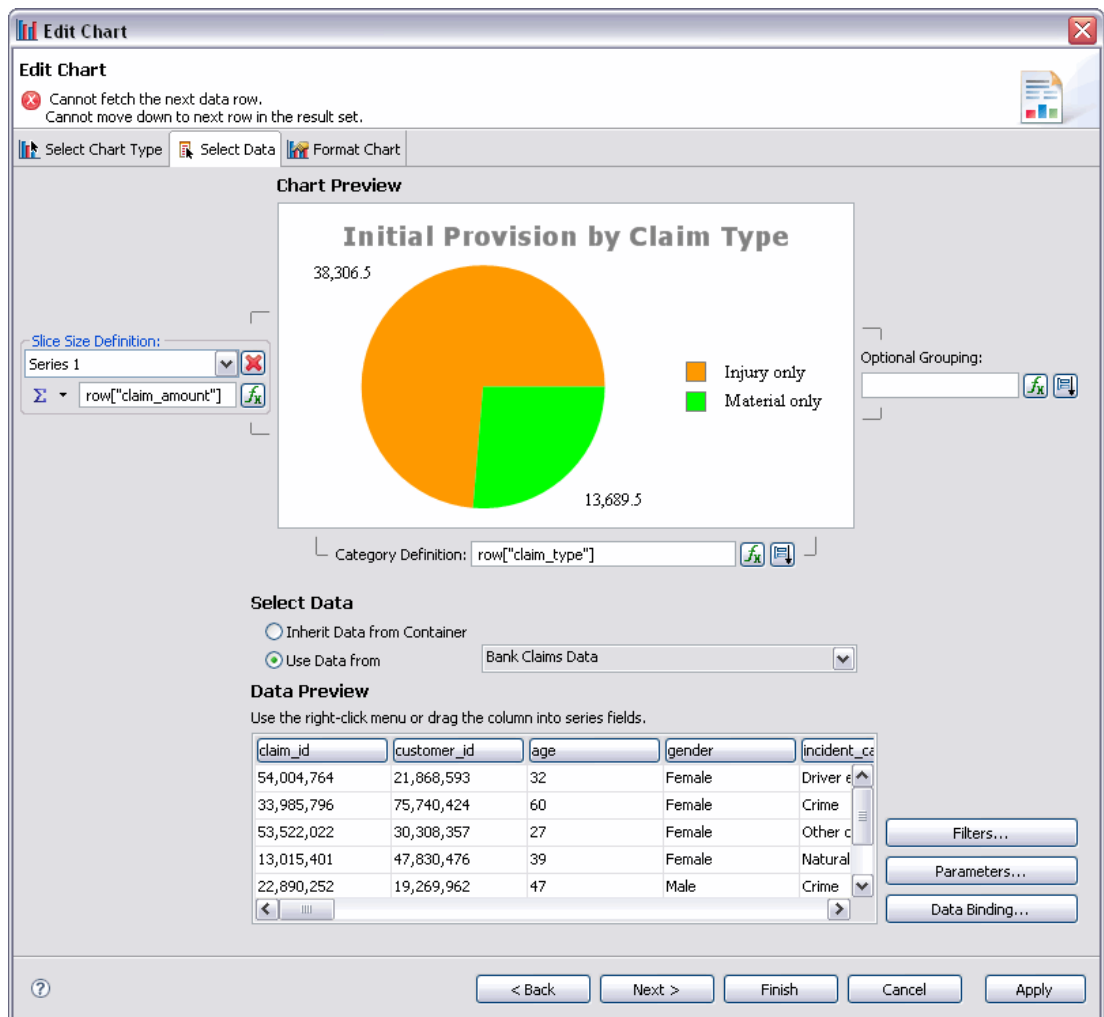 Edit Chart
Edit Chart
Cannot fetch the next data row.
Cannot move down to next row in the result set.
Select Chart Type Select Data Format Chart
Chart Preview
Initial Provision by Claim Type
38,306.5
Slice Size Definition:
Series 1
Σ row["claim_amount"] fx
Injury only
Material only
Optional Grouping:
fx
13,689.5
Category Definition: row["claim_type"] fx
Select Data
Inherit Data from Container
Use Data from Bank Claims Data
Data Preview
Use the right-click menu or drag the column into series fields.
claim_id customer_id age gender incident_ca
54,004,764 21,868,593 32 Female Driver e
33,985,796 75,740,424 60 Female Crime
53,522,022 30,308,357 27 Female Other c
13,015,401 47,830,476 39 Female Natural
22,890,252 19,269,962 47 Male Crime
Filters...
Parameters...
Data Binding...
? < Back Next > Finish Cancel Apply